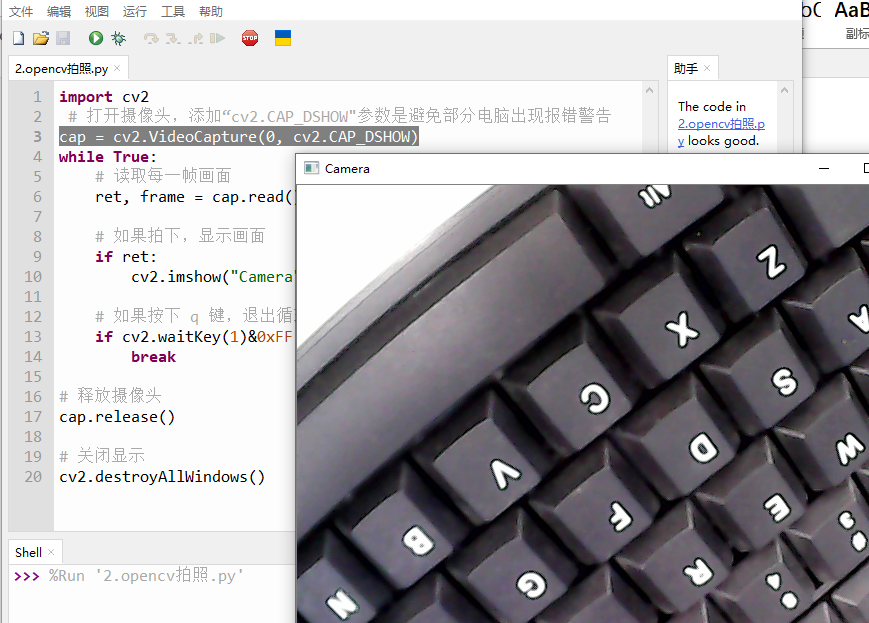 文件 编辑 视图 运行 工具 帮助
AaB
副标
STOP
2.opencv拍照.py ×
助手 ×
1 import cv2
2 # 打开摄像头，添加“cv2.CAP_DSHOW"参数是避免部分电脑出现报错警告
3 cap = cv2.VideoCapture(0, cv2.CAP_DSHOW)
4 while True:
5 # 读取每一帧画面
6 ret, frame = cap.read(
7
8 # 如果拍下，显示画面
9 if ret:
10 cv2.imshow("Camera
11
12 # 如果按下 q 键，退出循
13 if cv2.waitKey(1)&0xFF
14 break
15
16 # 释放摄像头
17 cap.release()
18
19 # 关闭显示
20 cv2.destroyAllWindows()
The code in
2.opencv拍照.p
y looks good.
Camera
Alt
Z
X
A
C
S
V
D
W
B
F
E
N
G
R
Shell ×
>>> %Run '2.opencv拍照.py'